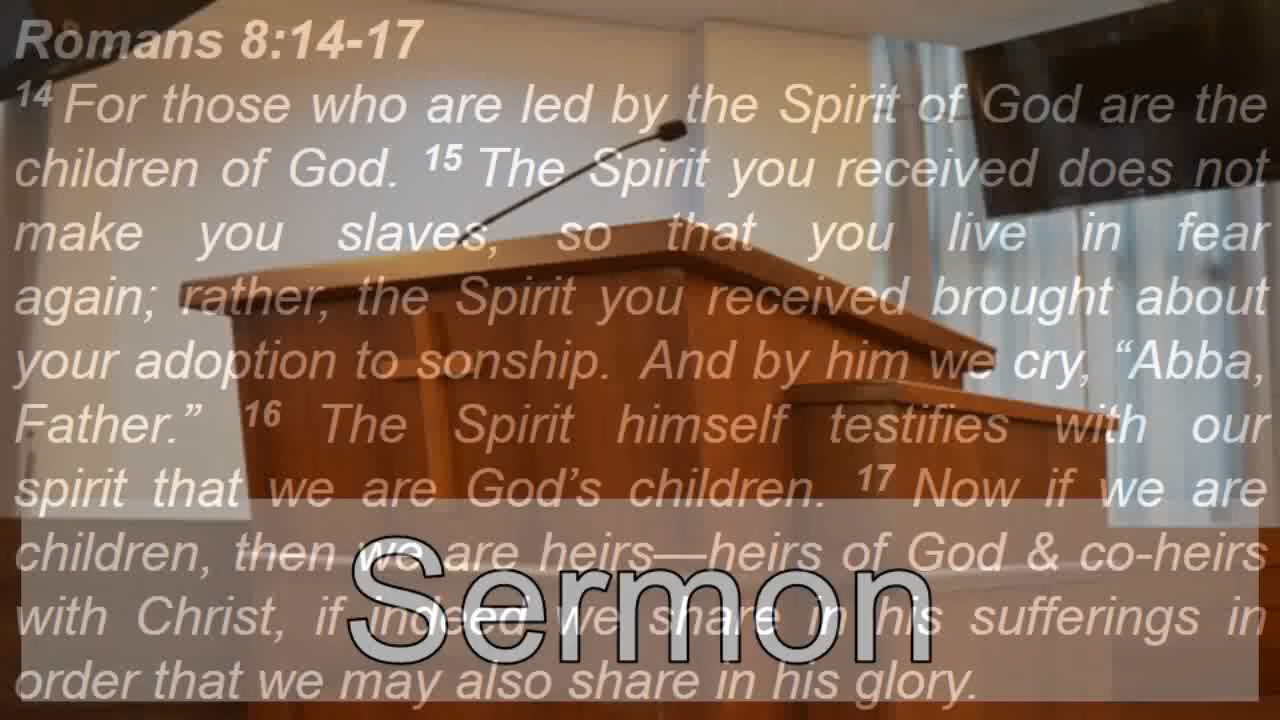 Romans 8:14-17
14 For those who are led by the Spirit of God are the
children of God. 15 The Spirit you received does not
make you slaves, so that you live in fear
again; rather, the Spirit you received brought about
your adoption to sonship. And by him we cry, “Abba,
Father.” 16 The Spirit himself testifies with our
spirit that we are God’s children. 17 Now if we are
children, then we are heirs—heirs of God & co-heirs
with Christ, if indeed we share in his sufferings in
order that we may also share in his glory.
Sermon